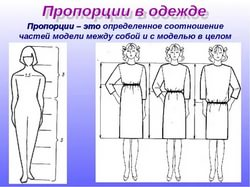 Пропорции в одежде
Пропорции – это определенное соотношение
частей модели между собой и с моделью в целом